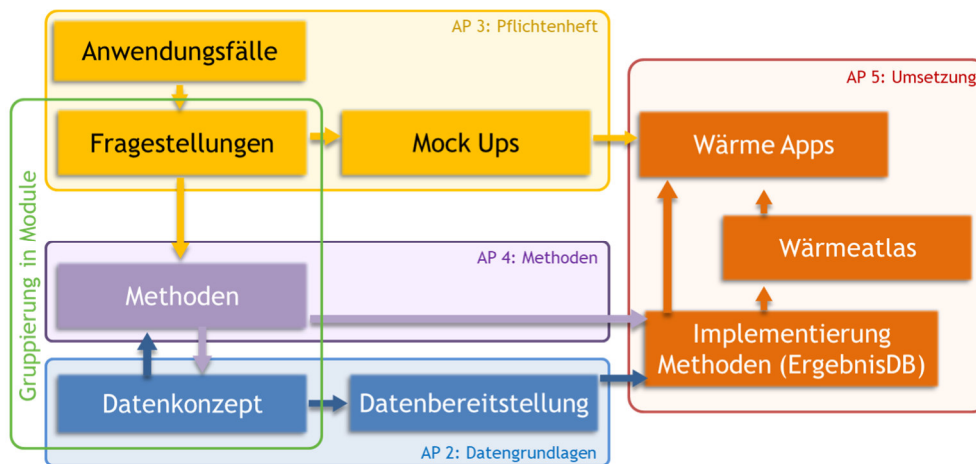 AP 3: Pflichtenheft
Anwendungsfälle
Fragestellungen
Mock Ups
AP 5: Umsetzung
Wärme Apps
Gruppierung in Module
AP 4: Methoden
Methoden
Wärmeatlas
Implementierung
Methoden (ErgebnisDB)
Datenkonzept
Datenbereitstellung
AP 2: Datengrundlagen